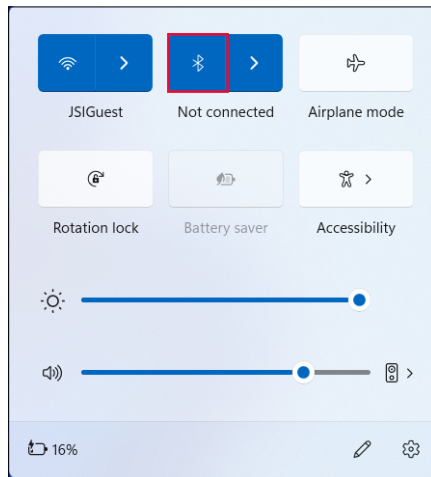 JSIGuest
Not connected
Airplane mode
Rotation lock
Battery saver
Accessibility
16%